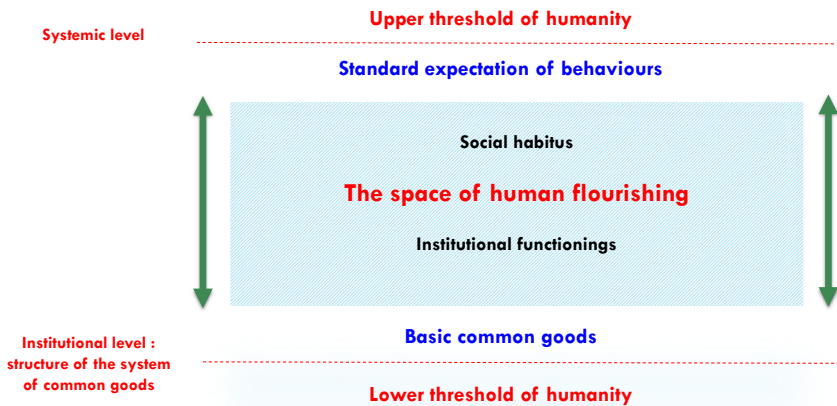 Upper threshold of humanity
Systemic level
Standard expectation of behaviours
Social habitus
The space of human flourishing
Institutional functionings
Basic common goods
Institutional level :
structure of the system
of common goods
Lower threshold of humanity